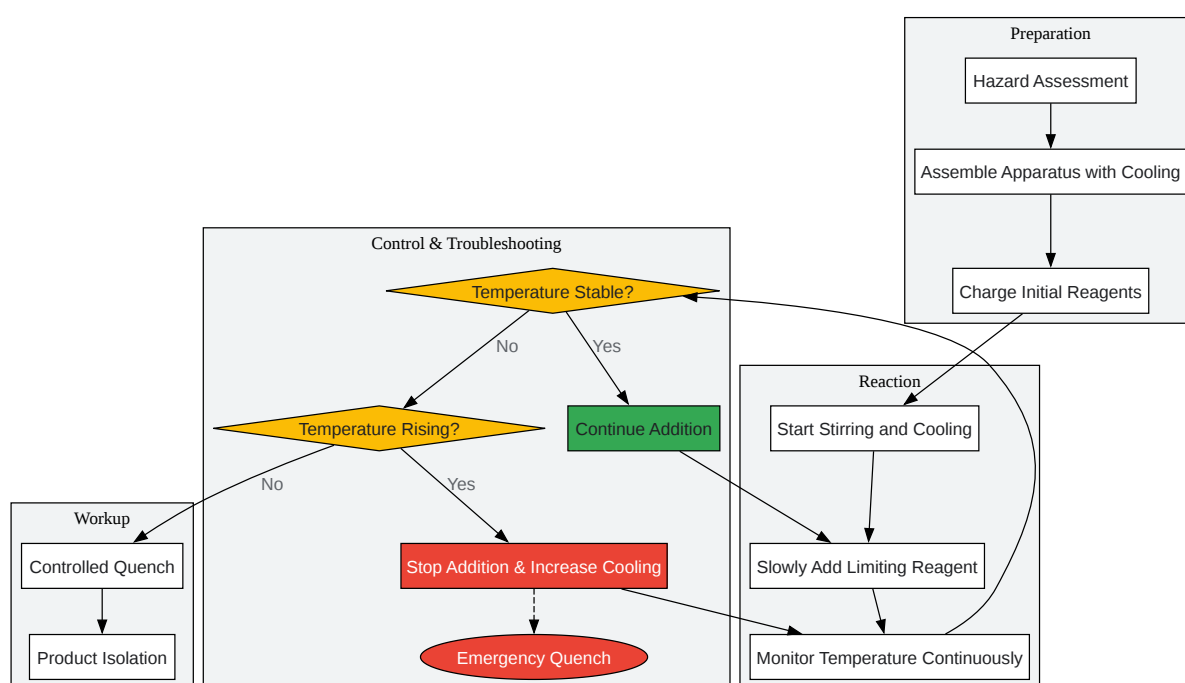 Preparation
Hazard Assessment
Assemble Apparatus with Cooling
Charge Initial Reagents
Control & Troubleshooting
Temperature Stable?
No
Yes
Temperature Rising?
Continue Addition
No
Yes
Stop Addition & Increase Cooling
Emergency Quench
Reaction
Start Stirring and Cooling
Slowly Add Limiting Reagent
Monitor Temperature Continuously
Workup
Controlled Quench
Product Isolation